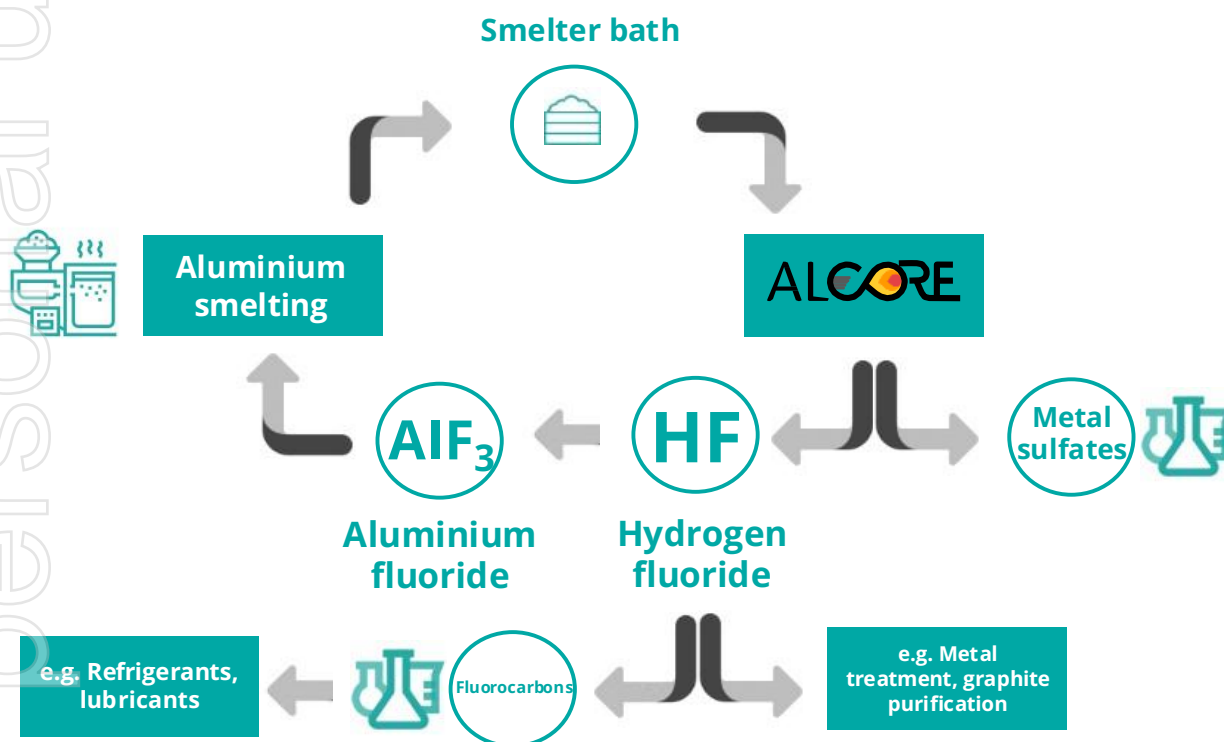 Smelter bath
Aluminium
smelting
ALCORE
AlF₃
HF
Metal
sulfates
Aluminium
fluoride
Hydrogen
fluoride
e.g. Refrigerants,
lubricants
Fluorocarbons
e.g. Metal
treatment, graphite
purification
personal u